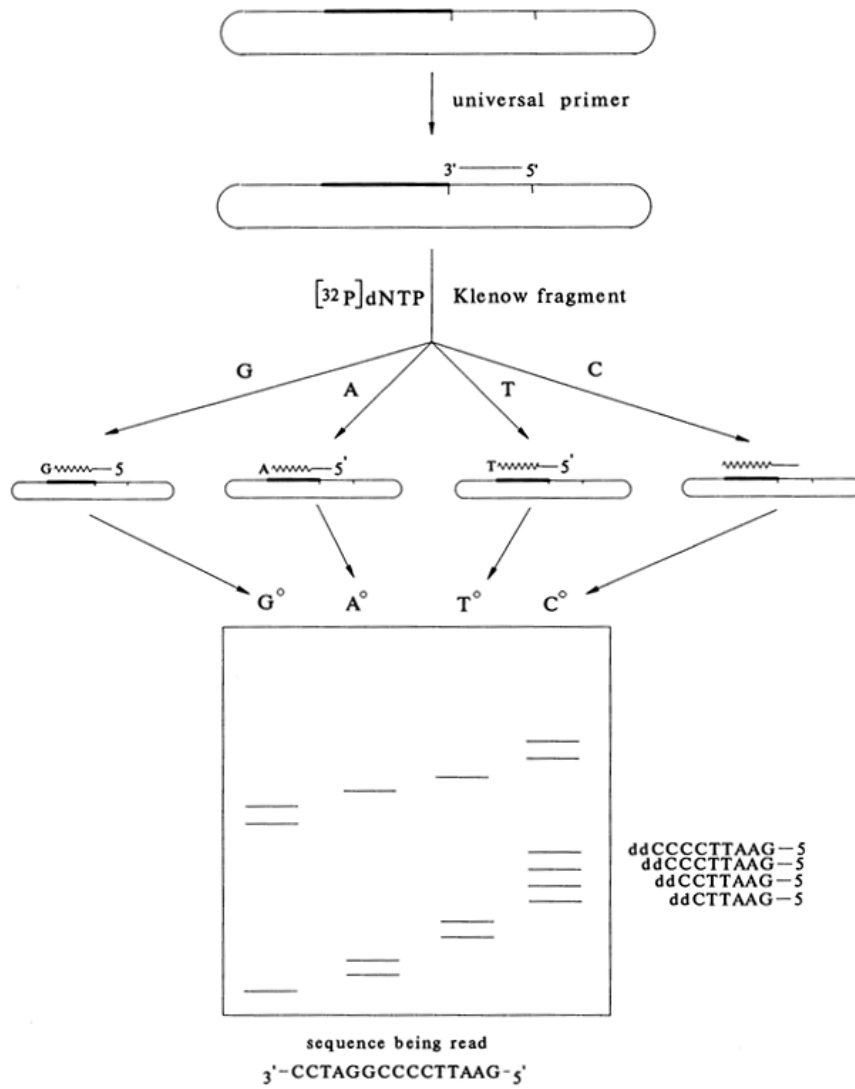 universal primer
3' 5'
[32P]dNTP Klenow fragment
G A T C
G 5 A 5' T 5'
G° A° T° C°
ddCCCCTTAAG—5
ddCCCTTAAG—5
ddCCTTAAG—5
ddCTTAAG—5
sequence being read
3'-CCTAGGCCCCTTAAG-5'